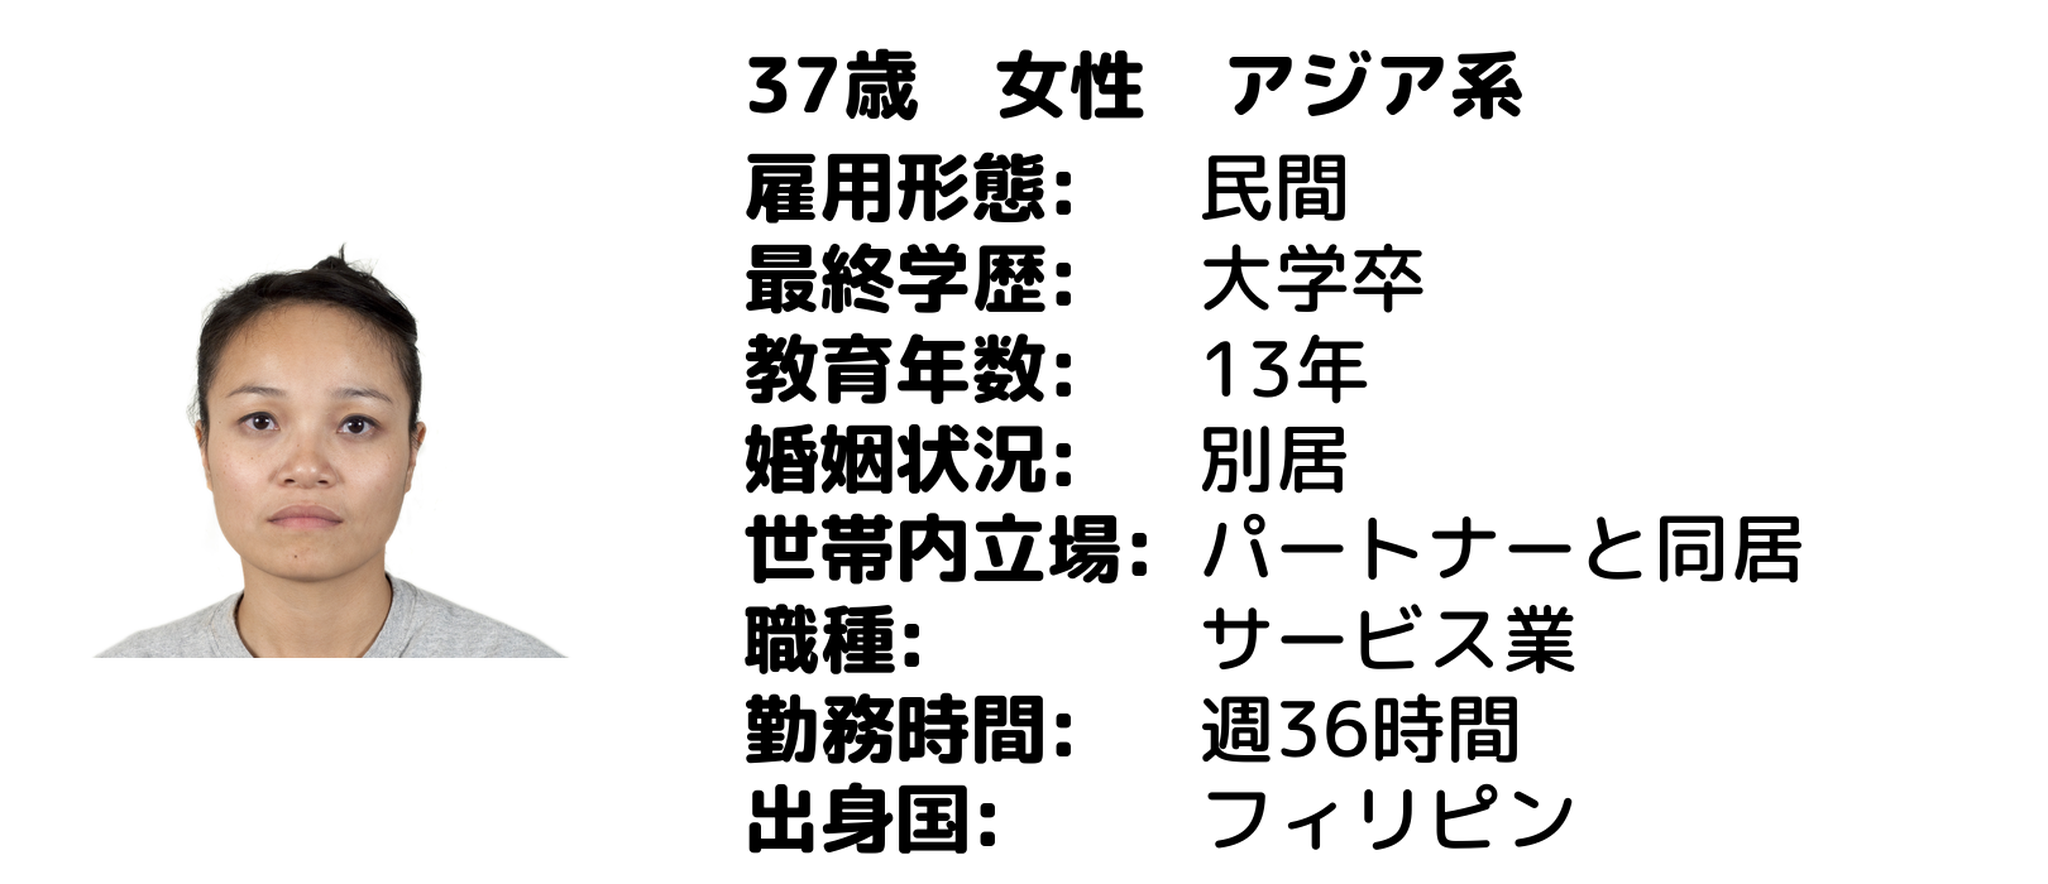 37歳　女性　アジア系
雇用形態:　民間
最終学歴:　大学卒
教育年数:　13年
婚姻状況:　別居
世帯内立場:　パートナーと同居
職種:　サービス業
勤務時間:　週36時間
出身国:　フィリピン